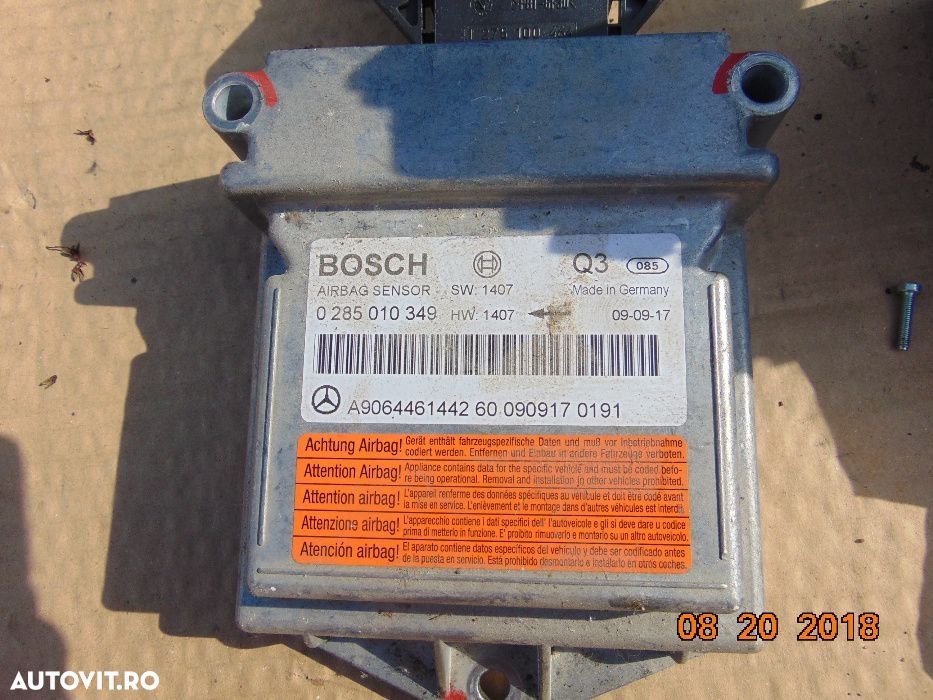 BOSCH Q3 085
AIRBAG SENSOR SW: 1407 Made in Germany
0 285 010 349 HW: 1407 09-09-17
A9064461442 60 090917 0191
Achtung Airbag! Gerät enthält fahrzeugspezifische Daten und muß vor Inbetriebnahme
codiert werden. Entfernen und Einbau in andere Fahrzeuge verboten.
Attention Airbag! Appliance contains data for the specific vehicle and must be coded befo-
re being operational. Removal and installation in other vehicles prohibited.
Attention airbag! L'appareil renferme des données spécifiques au véhitule et doit être codé avant
la mise en service. L'enièvement et le montage dans d'autres véhicules est interdit.
Attenzione airbag! L'apparecchio contiene i dati specifici dell' l'autoveicole e gli si deve dare u codice
prima di metterlo in funzione. E' proibito rimuoverlo e montarlo su un altro autoveicolo.
Atención airbag! El aparato contiene datos específicos del vehículo y debe ser codificado antes
de la puesta en servicio. Está prohibido desmontarlo e instalarlo en otros coches.
08 20 2018
AUTOVIT.RO